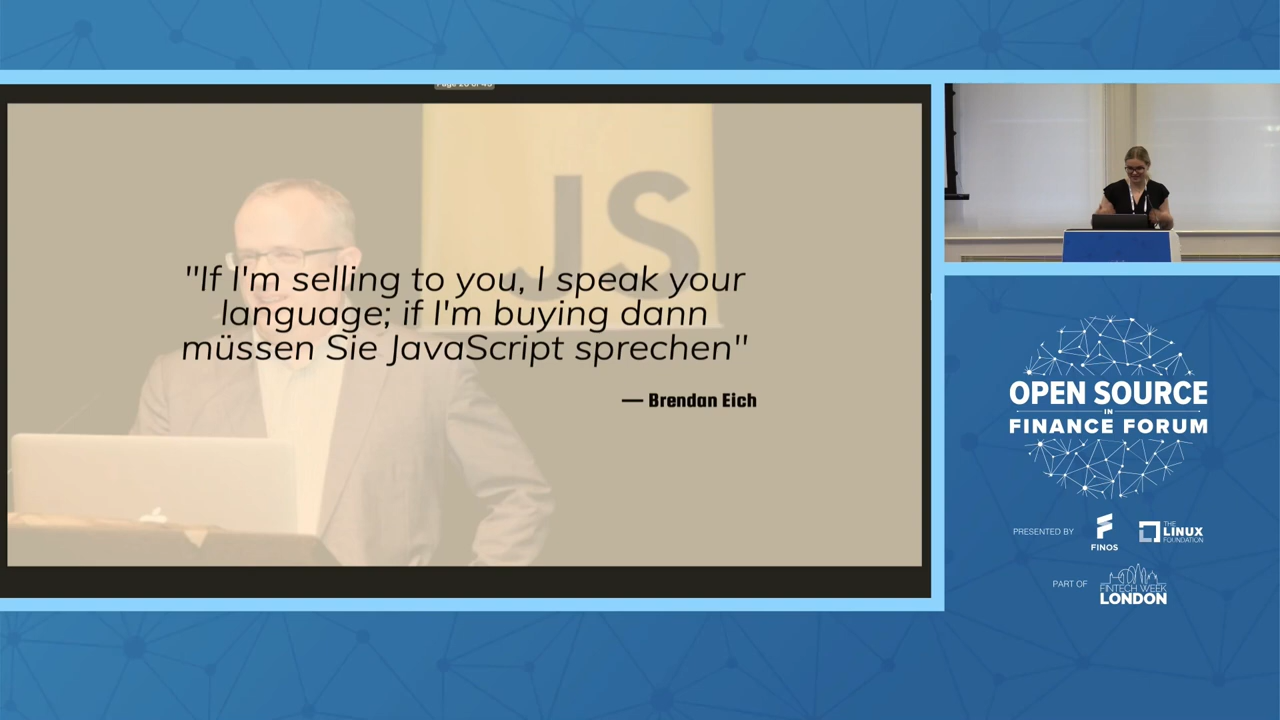 JS
"If I'm selling to you, I speak your
language; if I'm buying dann
müssen Sie JavaScript sprechen"
— Brendan Eich
OPEN SOURCE
IN
FINANCE FORUM
PRESENTED BY
FINOS
THE
LINUX
FOUNDATION
PART OF
FINTECH WEEK
LONDON